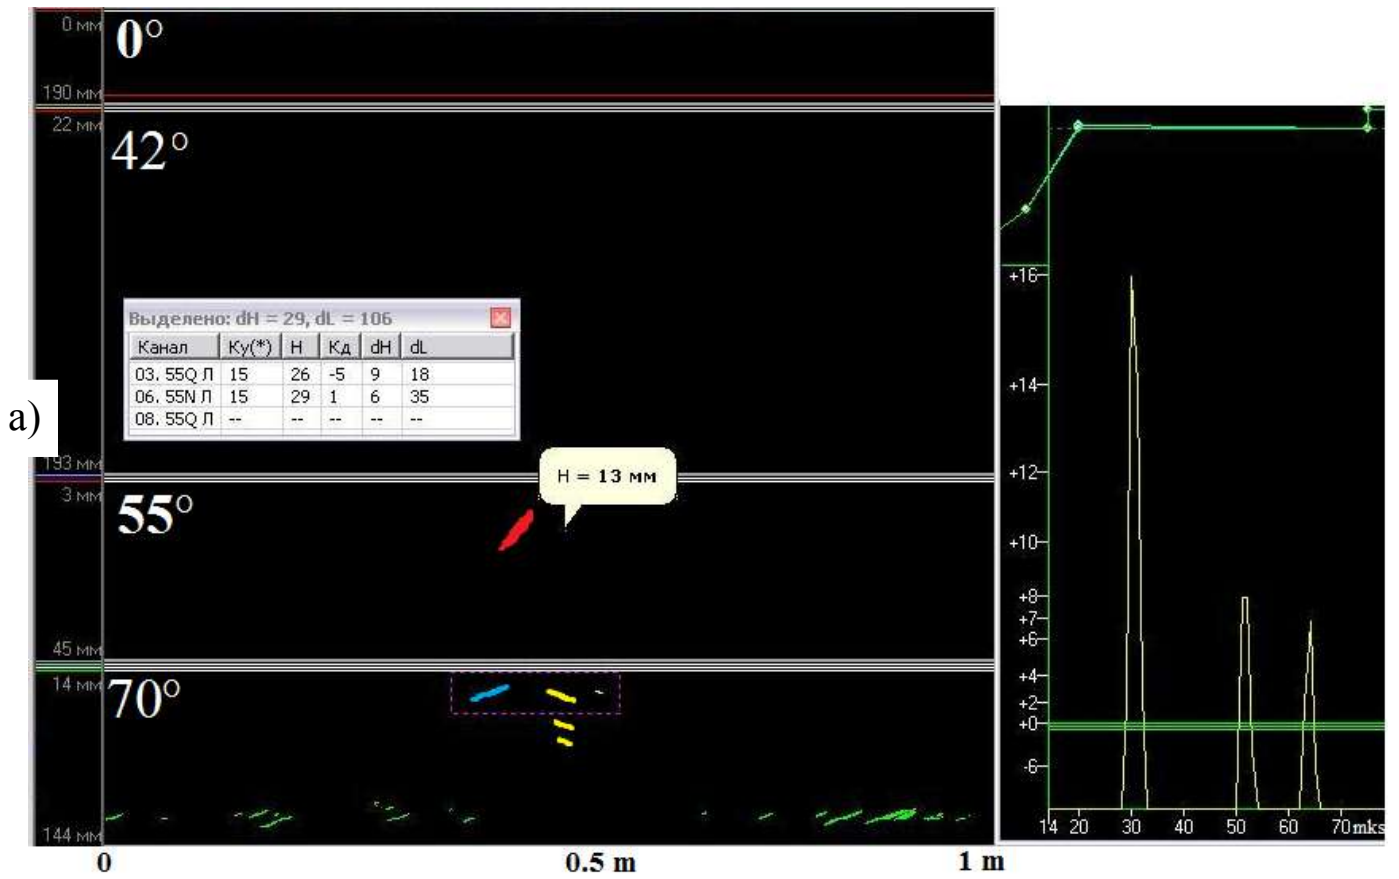 0 мм
0°
190 мм
22 мм
42°
Выделено: dH = 29, dL = 106
Канал Ку(*) H Кд dH dL
03. 55Q Л 15 26 -5 9 18
06. 55N Л 15 29 1 6 35
08. 55Q Л -- -- -- -- --
а)
193 мм
H = 13 мм
3 мм
55°
45 мм
14 мм
70°
144 мм
0 0.5 m 1 m
+16
+14
+12
+10
+8
+7
+6
+4
+2
+0
-6
14 20 30 40 50 60 70 mks